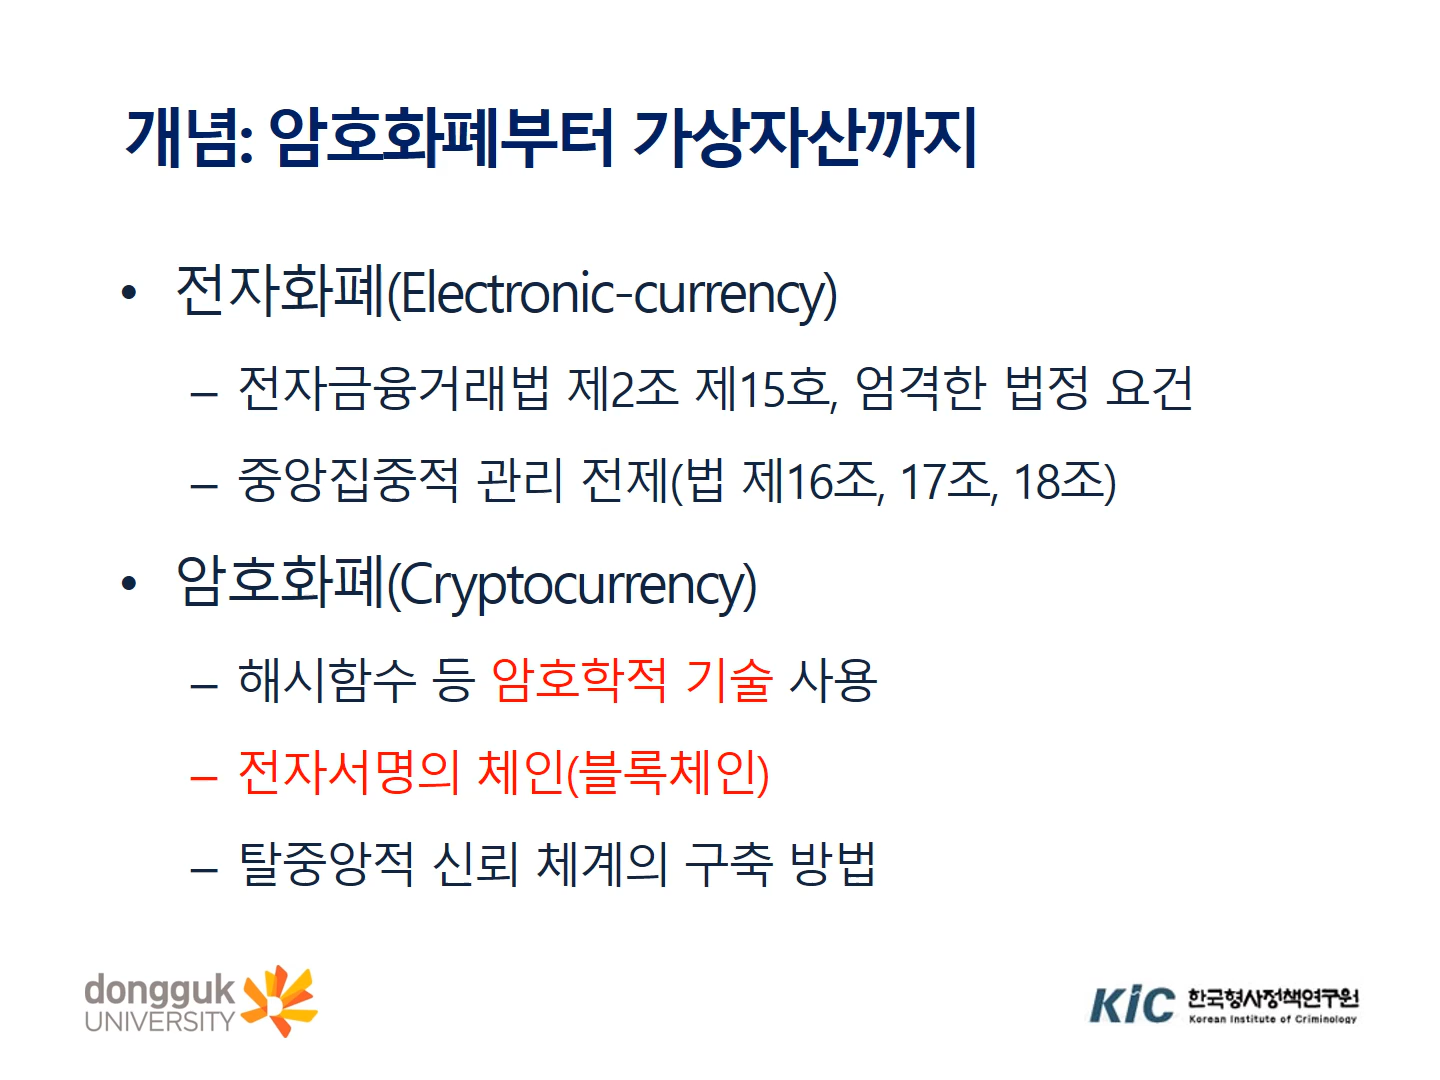 개념: 암호화폐부터 가상자산까지
• 전자화폐(Electronic-currency)
– 전자금융거래법 제2조 제15호, 엄격한 법정 요건
– 중앙집중적 관리 전제(법 제16조, 17조, 18조)
• 암호화폐(Cryptocurrency)
– 해시함수 등 암호학적 기술 사용
– 전자서명의 체인(블록체인)
– 탈중앙적 신뢰 체계의 구축 방법
dongguk
UNIVERSITY
KiC 한국형사정책연구원
Korean Institute of Criminology